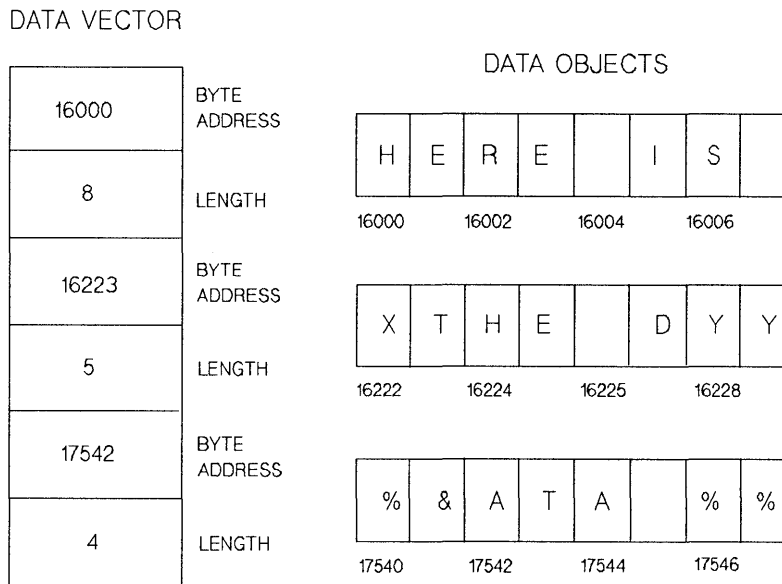 DATA VECTOR
16000
BYTE
ADDRESS
8
LENGTH
16223
BYTE
ADDRESS
5
LENGTH
17542
BYTE
ADDRESS
4
LENGTH
DATA OBJECTS
H E R E I S
16000 16002 16004 16006
X T H E D Y Y
16222 16224 16225 16228
% & A T A % %
17540 17542 17544 17546